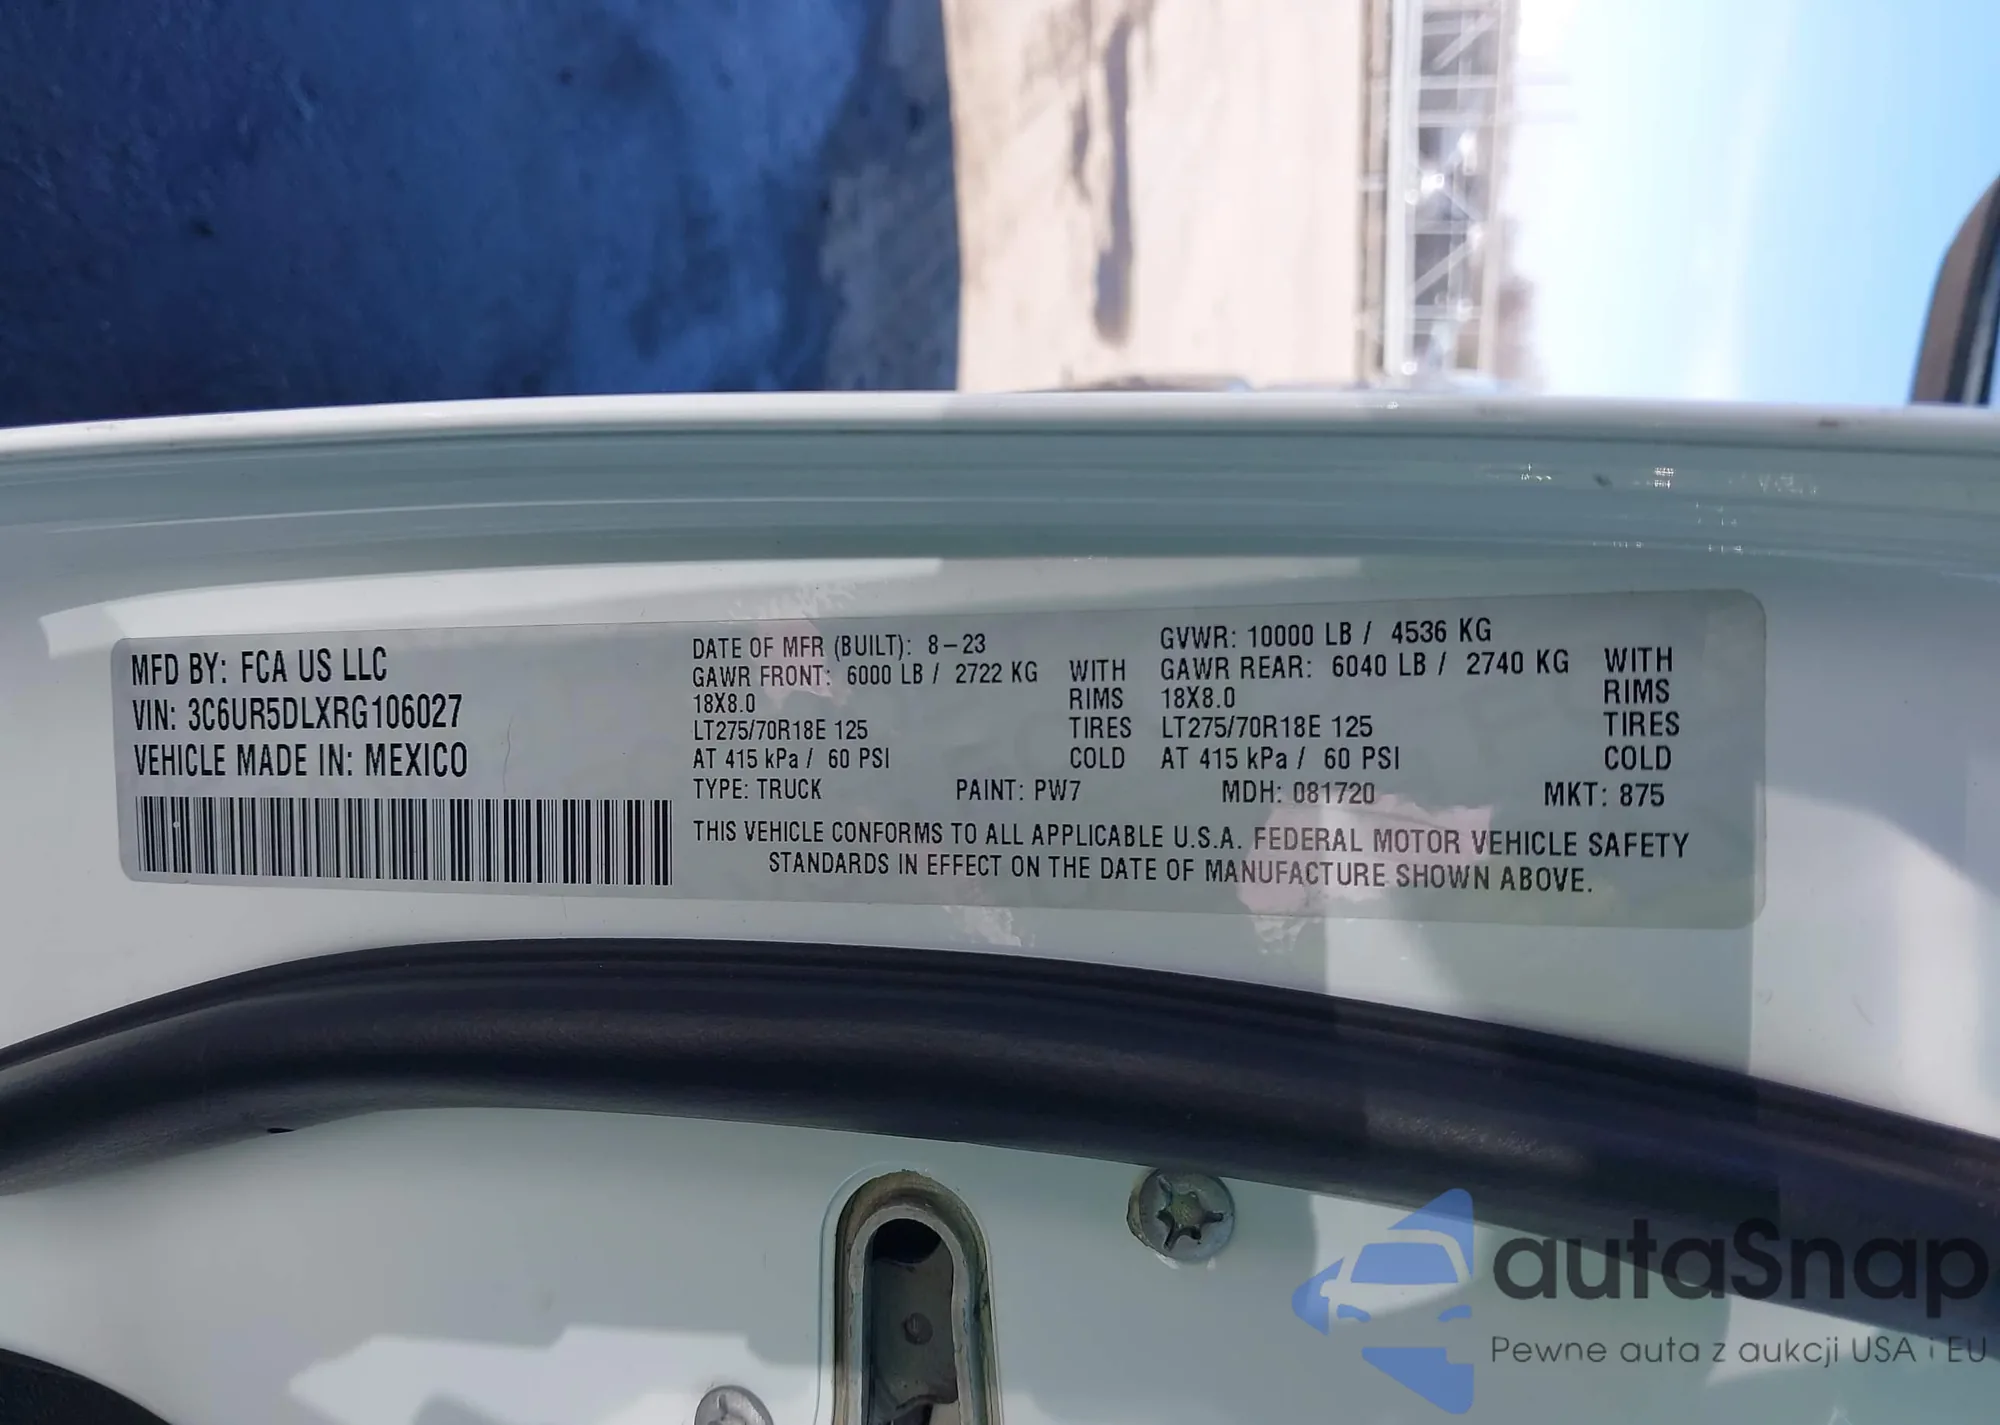 MFD BY: FCA US LLC
VIN: 3C6UR5DLXRG106027
VEHICLE MADE IN: MEXICO
DATE OF MFR (BUILT): 8-23 GVWR: 10000 LB / 4536 KG
GAWR FRONT: 6000 LB / 2722 KG WITH GAWR REAR: 6040 LB / 2740 KG WITH
18X8.0 RIMS 18X8.0 RIMS
LT275/70R18E 125 TIRES LT275/70R18E 125 TIRES
AT 415 kPa / 60 PSI COLD AT 415 kPa / 60 PSI COLD
TYPE: TRUCK PAINT: PW7 MDH: 081720 MKT: 875
THIS VEHICLE CONFORMS TO ALL APPLICABLE U.S.A. FEDERAL MOTOR VEHICLE SAFETY
STANDARDS IN EFFECT ON THE DATE OF MANUFACTURE SHOWN ABOVE.
autaSnap
Pewne auta z aukcji USA i EU